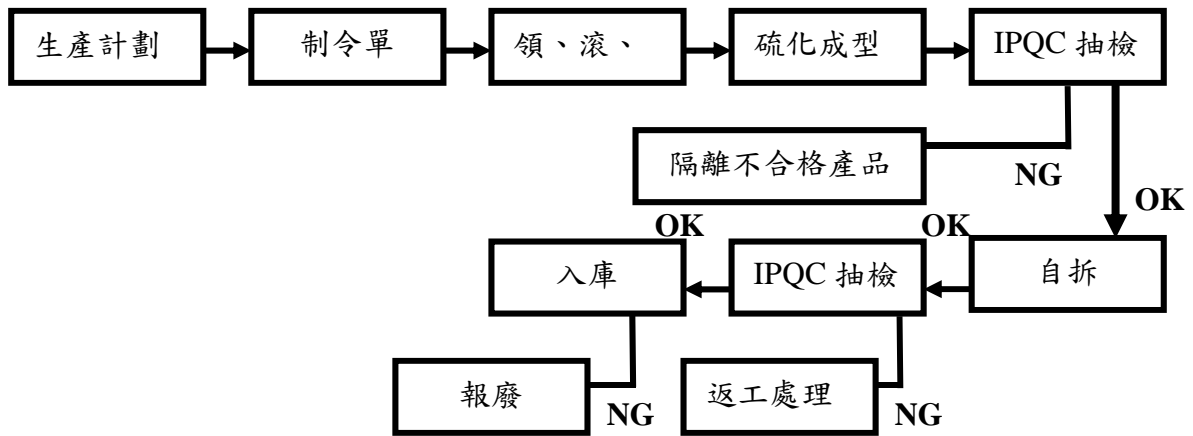 生產計劃
制令單
領、滾、
硫化成型
IPQC 抽檢
隔離不合格產品
NG
OK
OK
OK
入庫
IPQC 抽檢
自拆
報廢
NG
返工處理
NG